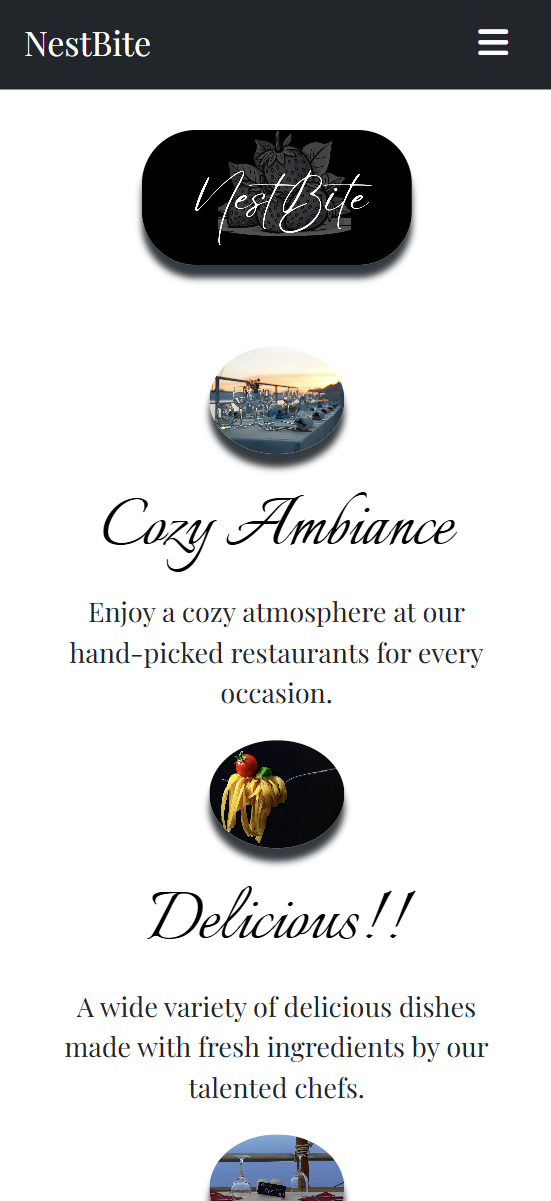 NestBite
NestBite
Cozy Ambiance
Enjoy a cozy atmosphere at our
hand-picked restaurants for every
occasion.
Delicious!!
A wide variety of delicious dishes
made with fresh ingredients by our
talented chefs.